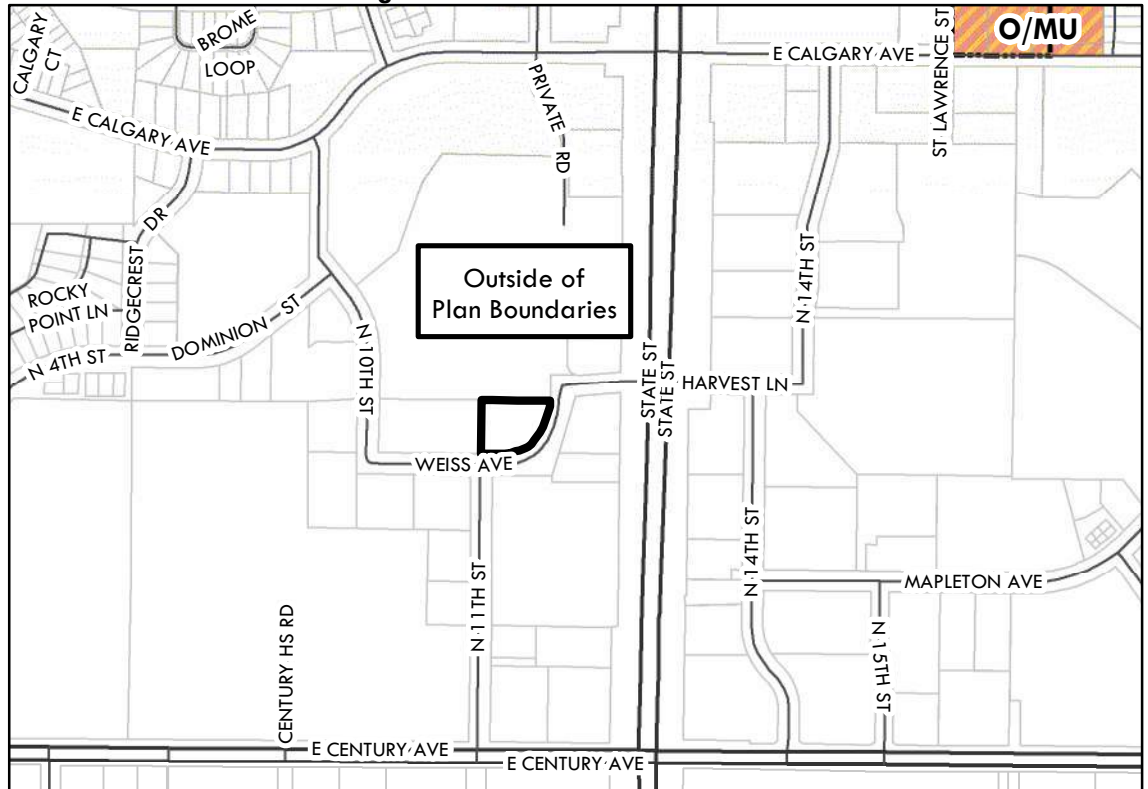 CALGARY
CT
BROME
LOOP
E CALGARY AVE
PRIVATE
RD
E CALGARY AVE
ST LAWRENCE ST
O/MU
RIDGECREST DR
ROCKY
POINT LN
N 4TH ST
DOMINION ST
N 10TH ST
Outside of
Plan Boundaries
STATE ST
STATE ST
HARVEST LN
N 14TH ST
WEISS AVE
N 11TH ST
N 14TH ST
MAPLETON AVE
N 15TH ST
CENTURY HS RD
E CENTURY AVE
E CENTURY AVE